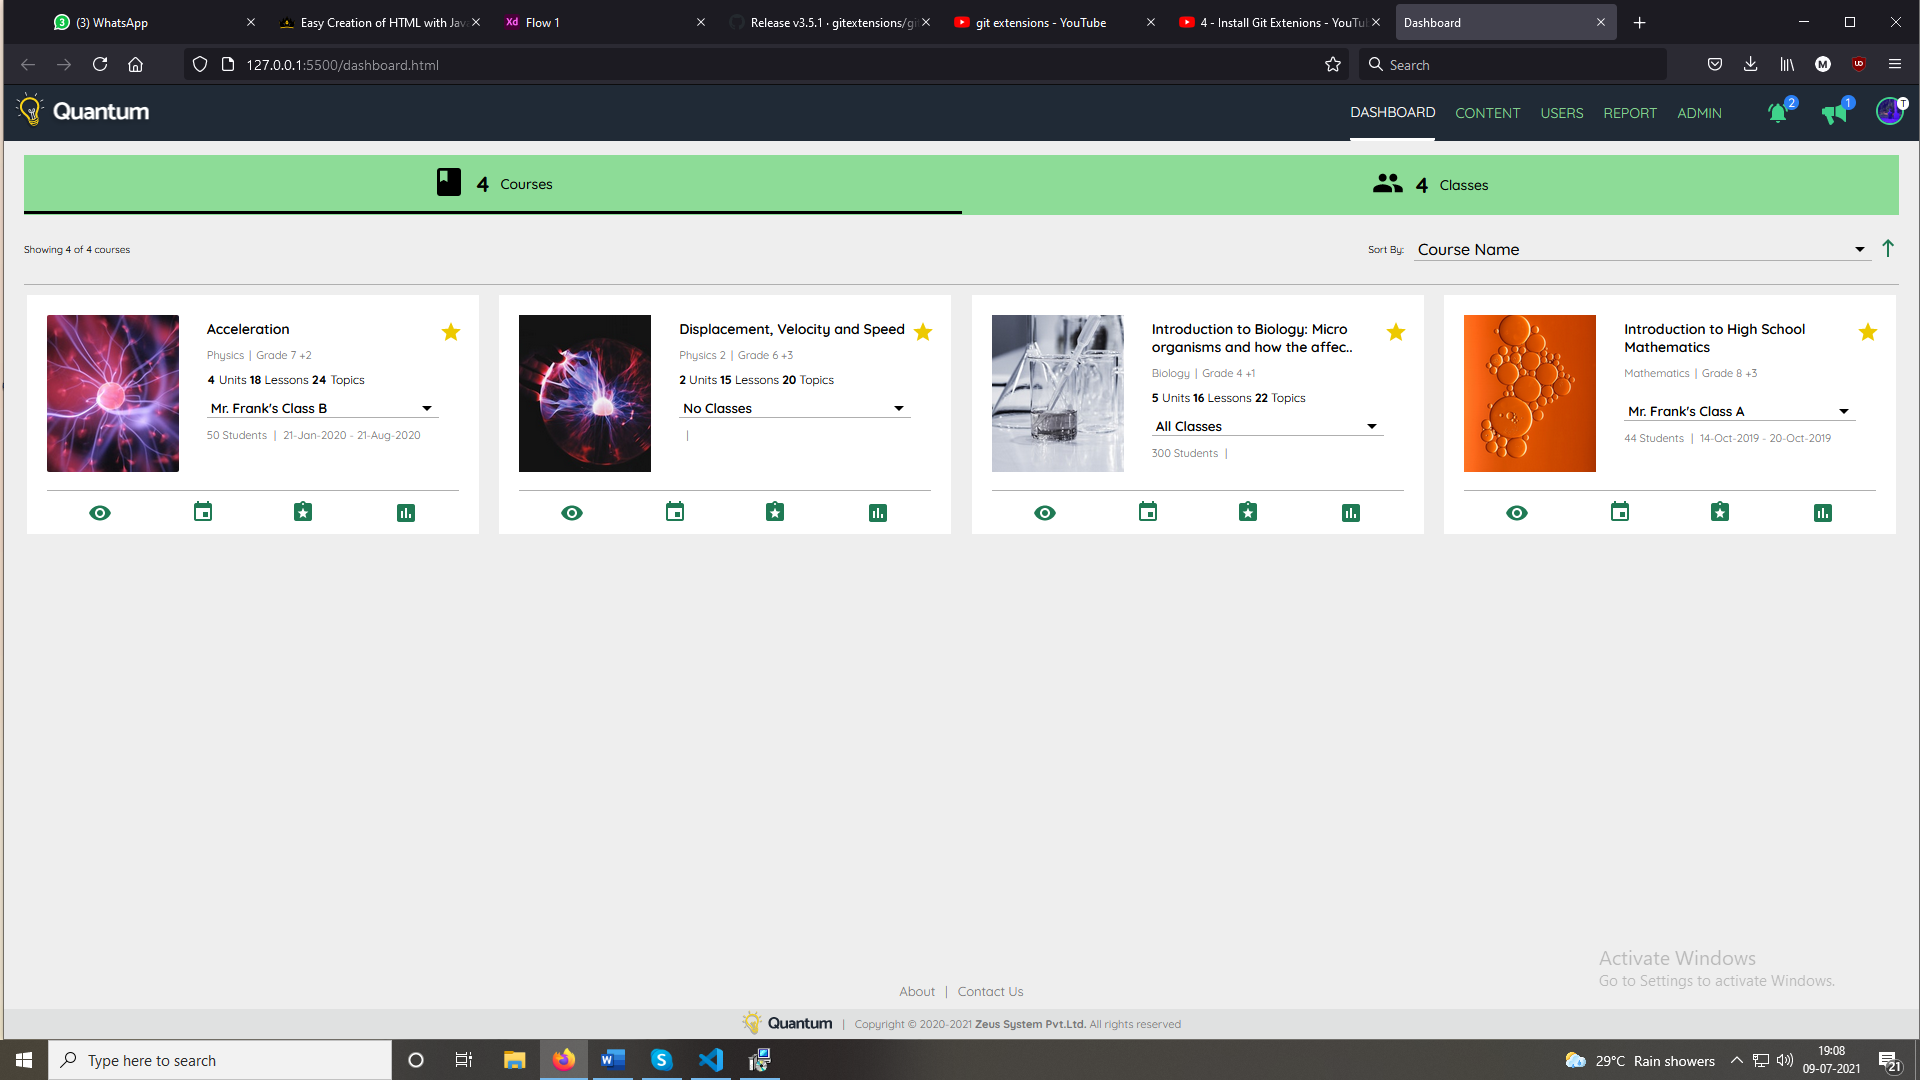 (3) WhatsApp
Easy Creation of HTML with Jav
Flow 1
Release v3.5.1 · gitextensions/gi
git extensions - YouTube
4 - Install Git Extenions - YouTu
Dashboard
127.0.0.1:5500/dashboard.html
Search
Quantum
DASHBOARD CONTENT USERS REPORT ADMIN
2
1
T
4 Courses
4 Classes
Showing 4 of 4 courses
Sort By: Course Name
Acceleration
Physics | Grade 7 +2
4 Units 18 Lessons 24 Topics
Mr. Frank's Class B
50 Students | 21-Jan-2020 - 21-Aug-2020
Displacement, Velocity and Speed
Physics 2 | Grade 6 +3
2 Units 15 Lessons 20 Topics
No Classes
|
Introduction to Biology: Micro
organisms and how the affec..
Biology | Grade 4 +1
5 Units 16 Lessons 22 Topics
All Classes
300 Students |
Introduction to High School
Mathematics
Mathematics | Grade 8 +3
Mr. Frank's Class A
44 Students | 14-Oct-2019 - 20-Oct-2019
Activate Windows
Go to Settings to activate Windows.
About | Contact Us
Quantum | Copyright © 2020-2021 Zeus System Pvt.Ltd. All rights reserved
Type here to search
29°C Rain showers
19:08
09-07-2021
21